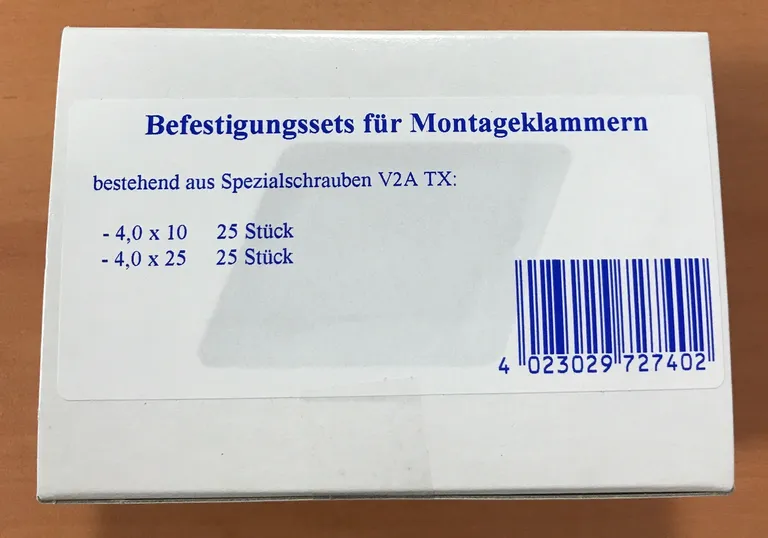 Befestigungssets für Montageklammern
bestehend aus Spezialschrauben V2A TX:
- 4,0 x 10 25 Stück
- 4,0 x 25 25 Stück
4 023029 727402